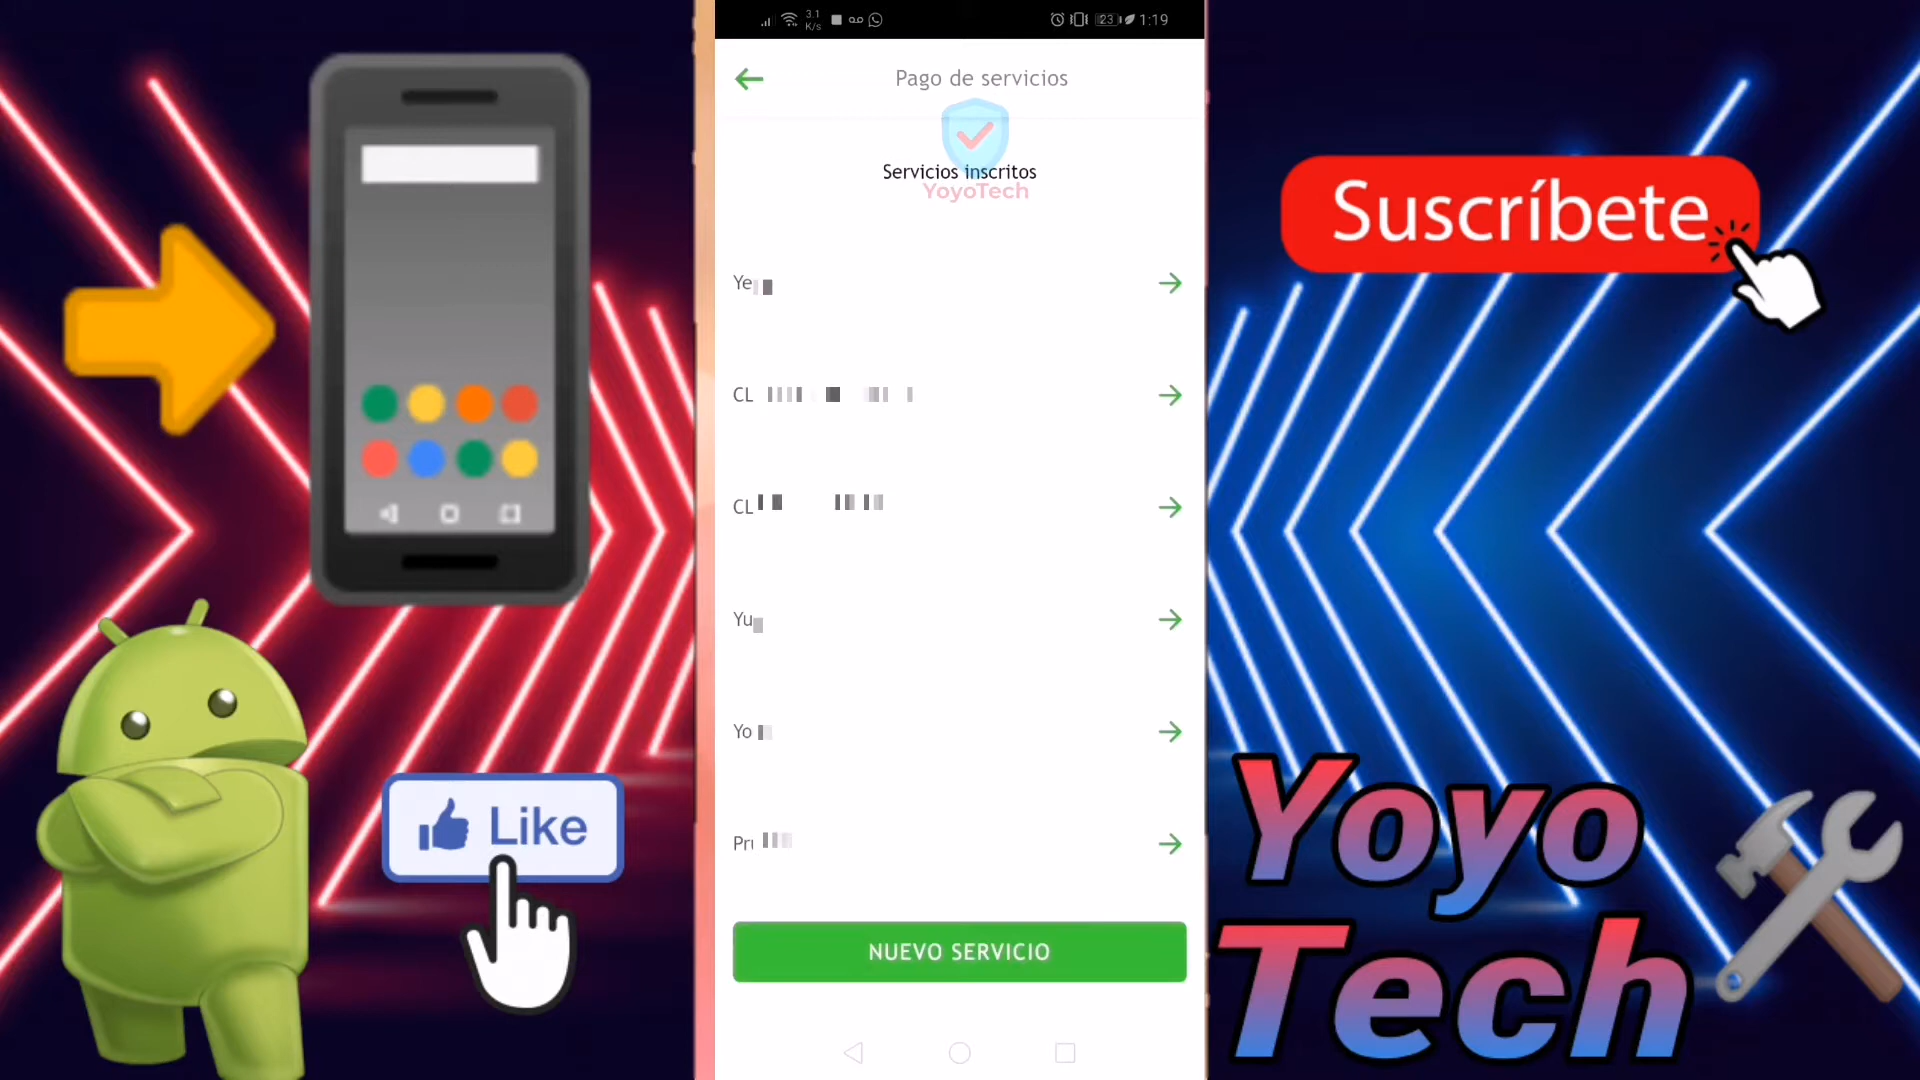 3.1
K/s
23
1:19
Pago de servicios
Servicios inscritos
YoyoTech
Suscríbete
Ye
CL
CL
Yu
Yo
Like
NUEVO SERVICIO
Yoyo
Tech